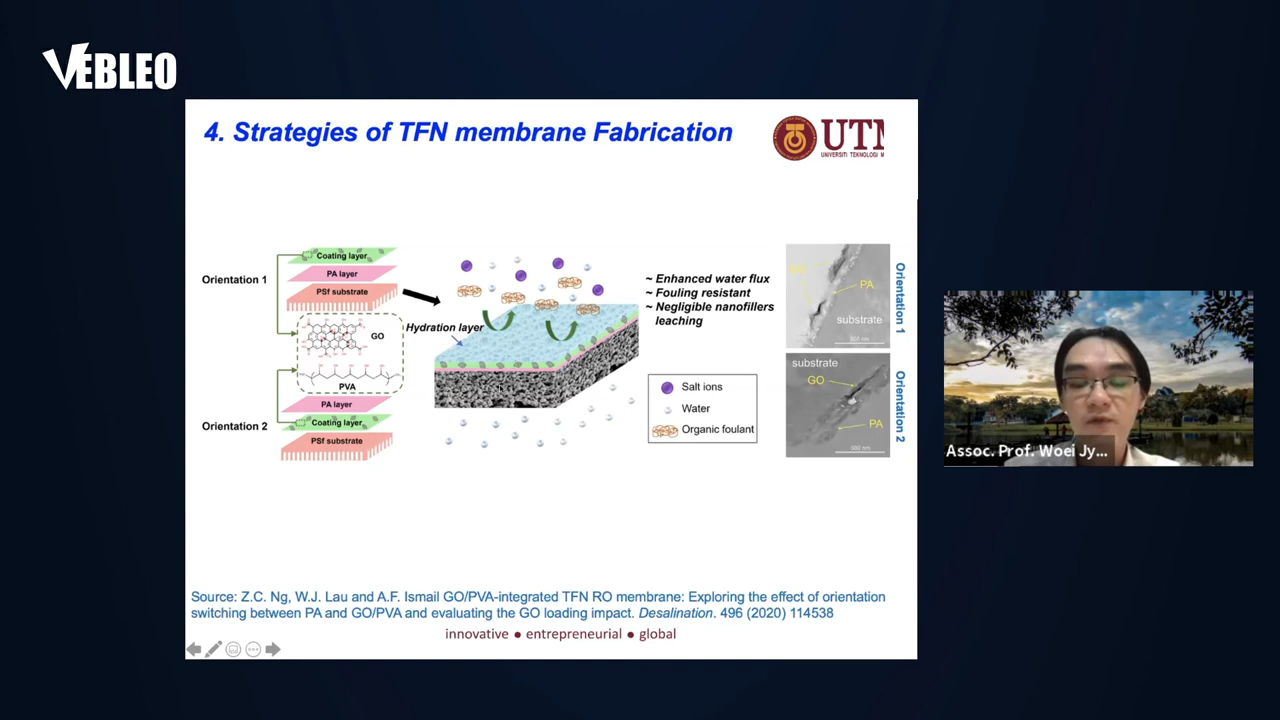 VEBLEO
4. Strategies of TFN membrane Fabrication
UTM
UNIVERSITI TEKNOLOGI M
Coating layer
Orientation 1
PA layer
PSf substrate
GO
PVA
PA layer
Orientation 2
Coating layer
PSf substrate
Hydration layer
~ Enhanced water flux
~ Fouling resistant
~ Negligible nanofillers
leaching
Salt ions
Water
Organic foulant
PA
substrate
500 nm
Orientation 1
substrate
GO
PA
500 nm
Orientation 2
Assoc. Prof. Woei Jy...
Source: Z.C. Ng, W.J. Lau and A.F. Ismail GO/PVA-integrated TFN RO membrane: Exploring the effect of orientation
switching between PA and GO/PVA and evaluating the GO loading impact. Desalination. 496 (2020) 114538
innovative ● entrepreneurial ● global